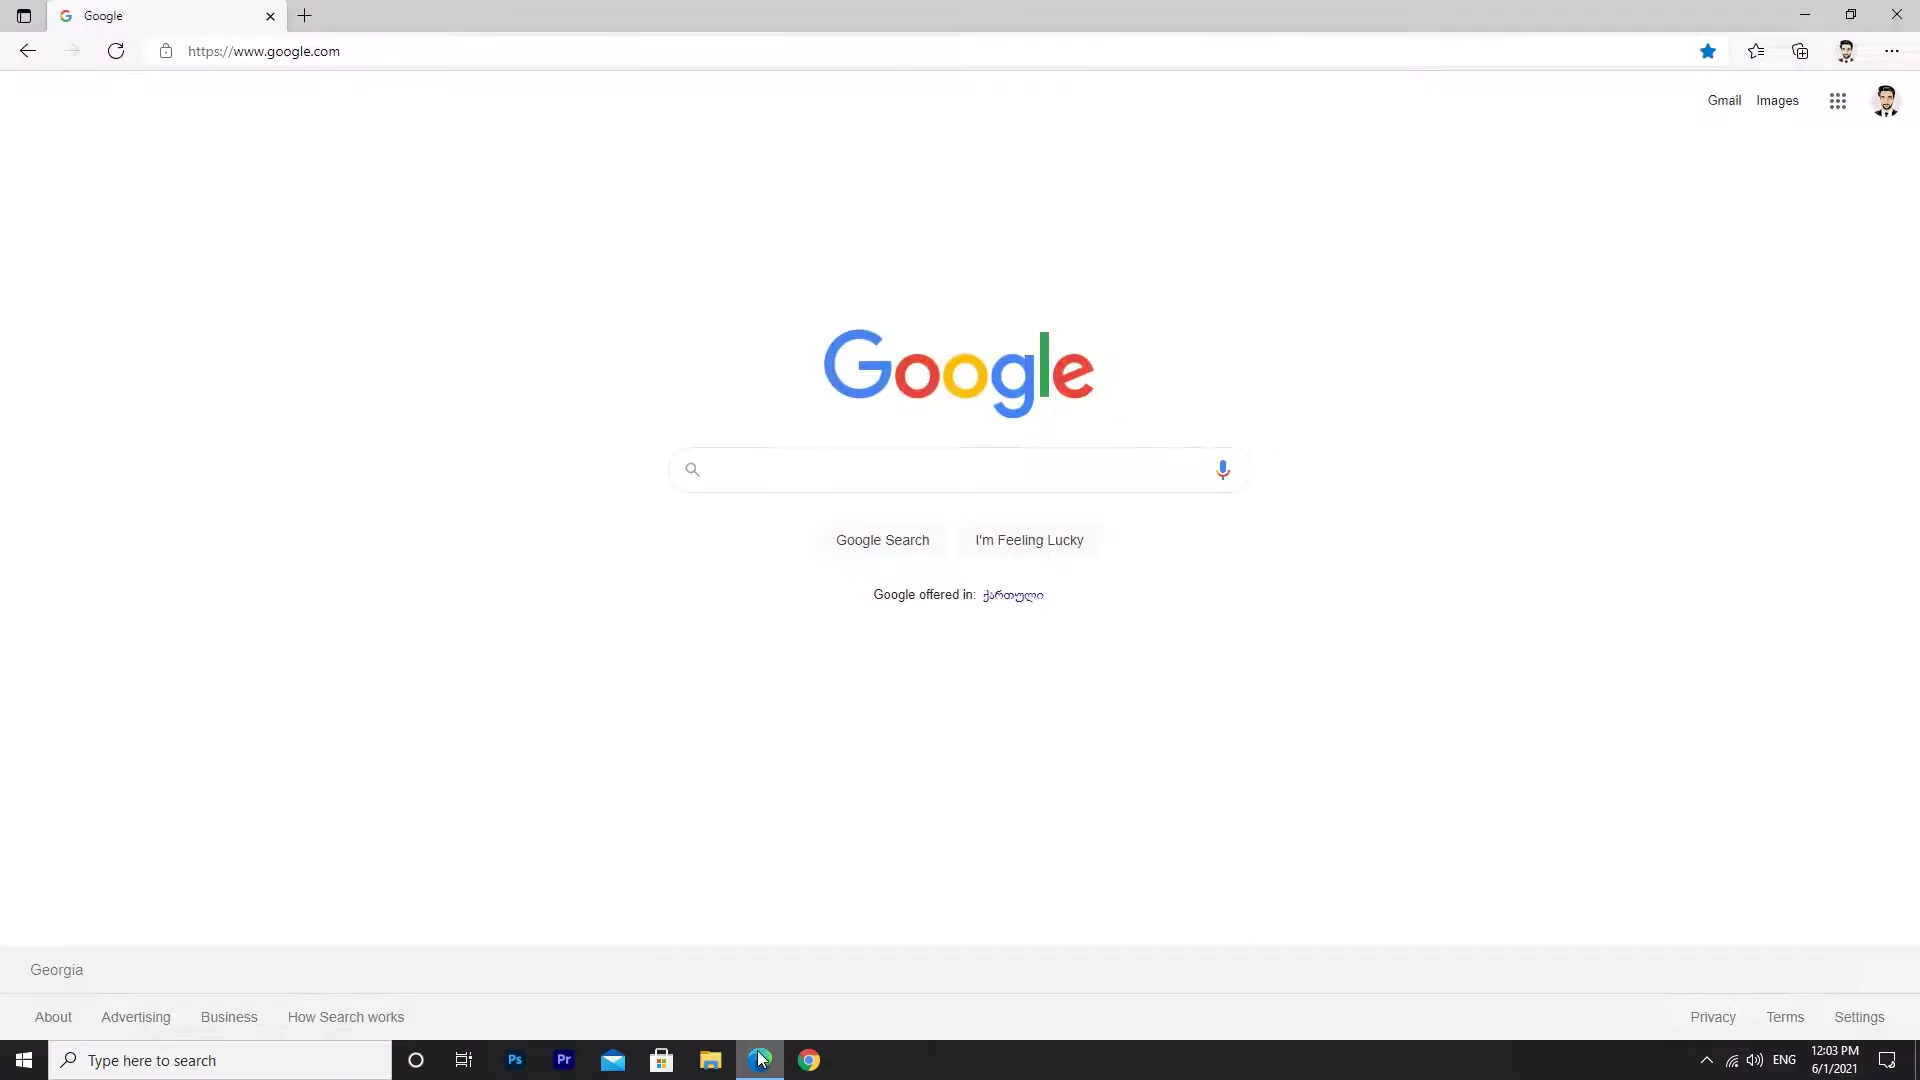 Google
https://www.google.com
Gmail Images
Google
Google Search I'm Feeling Lucky
Google offered in: ქართული
Georgia
About Advertising Business How Search works
Privacy Terms Settings
Type here to search
Ps Pr
ENG
12:03 PM
6/1/2021